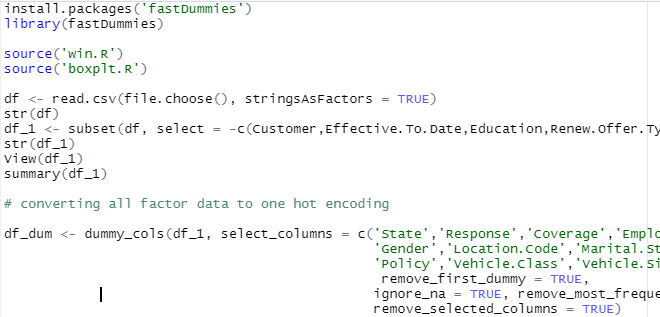 install.packages('fastDummies')
library(fastDummies)
source('win.R')
source('boxplt.R')
df <- read.csv(file.choose(), stringsAsFactors = TRUE)
str(df)
df_1 <- subset(df, select = -c(Customer,Effective.To.Date,Education,Renew.Offer.Ty
str(df_1)
View(df_1)
summary(df_1)
# converting all factor data to one hot encoding
df_dum <- dummy_cols(df_1, select_columns = c('State','Response','Coverage','Emplo
'Gender','Location.Code','Marital.St
'Policy','Vehicle.Class','Vehicle.Si
remove_first_dummy = TRUE,
ignore_na = TRUE, remove_most_freque
remove_selected_columns = TRUE)